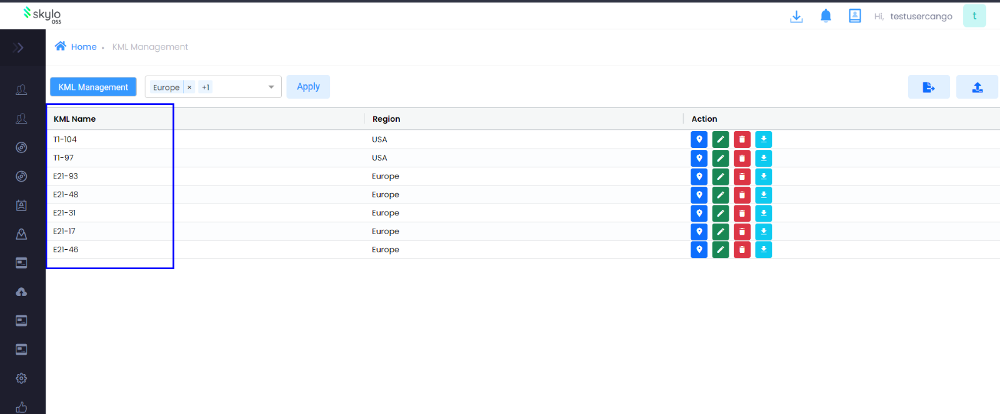 skylo
OSS
Hi, testusercango
t
Home • KML Management
KML Management
Europe × +1
Apply
KML Name Region Action
T1-104 USA
T1-97 USA
E21-93 Europe
E21-48 Europe
E21-31 Europe
E21-17 Europe
E21-46 Europe